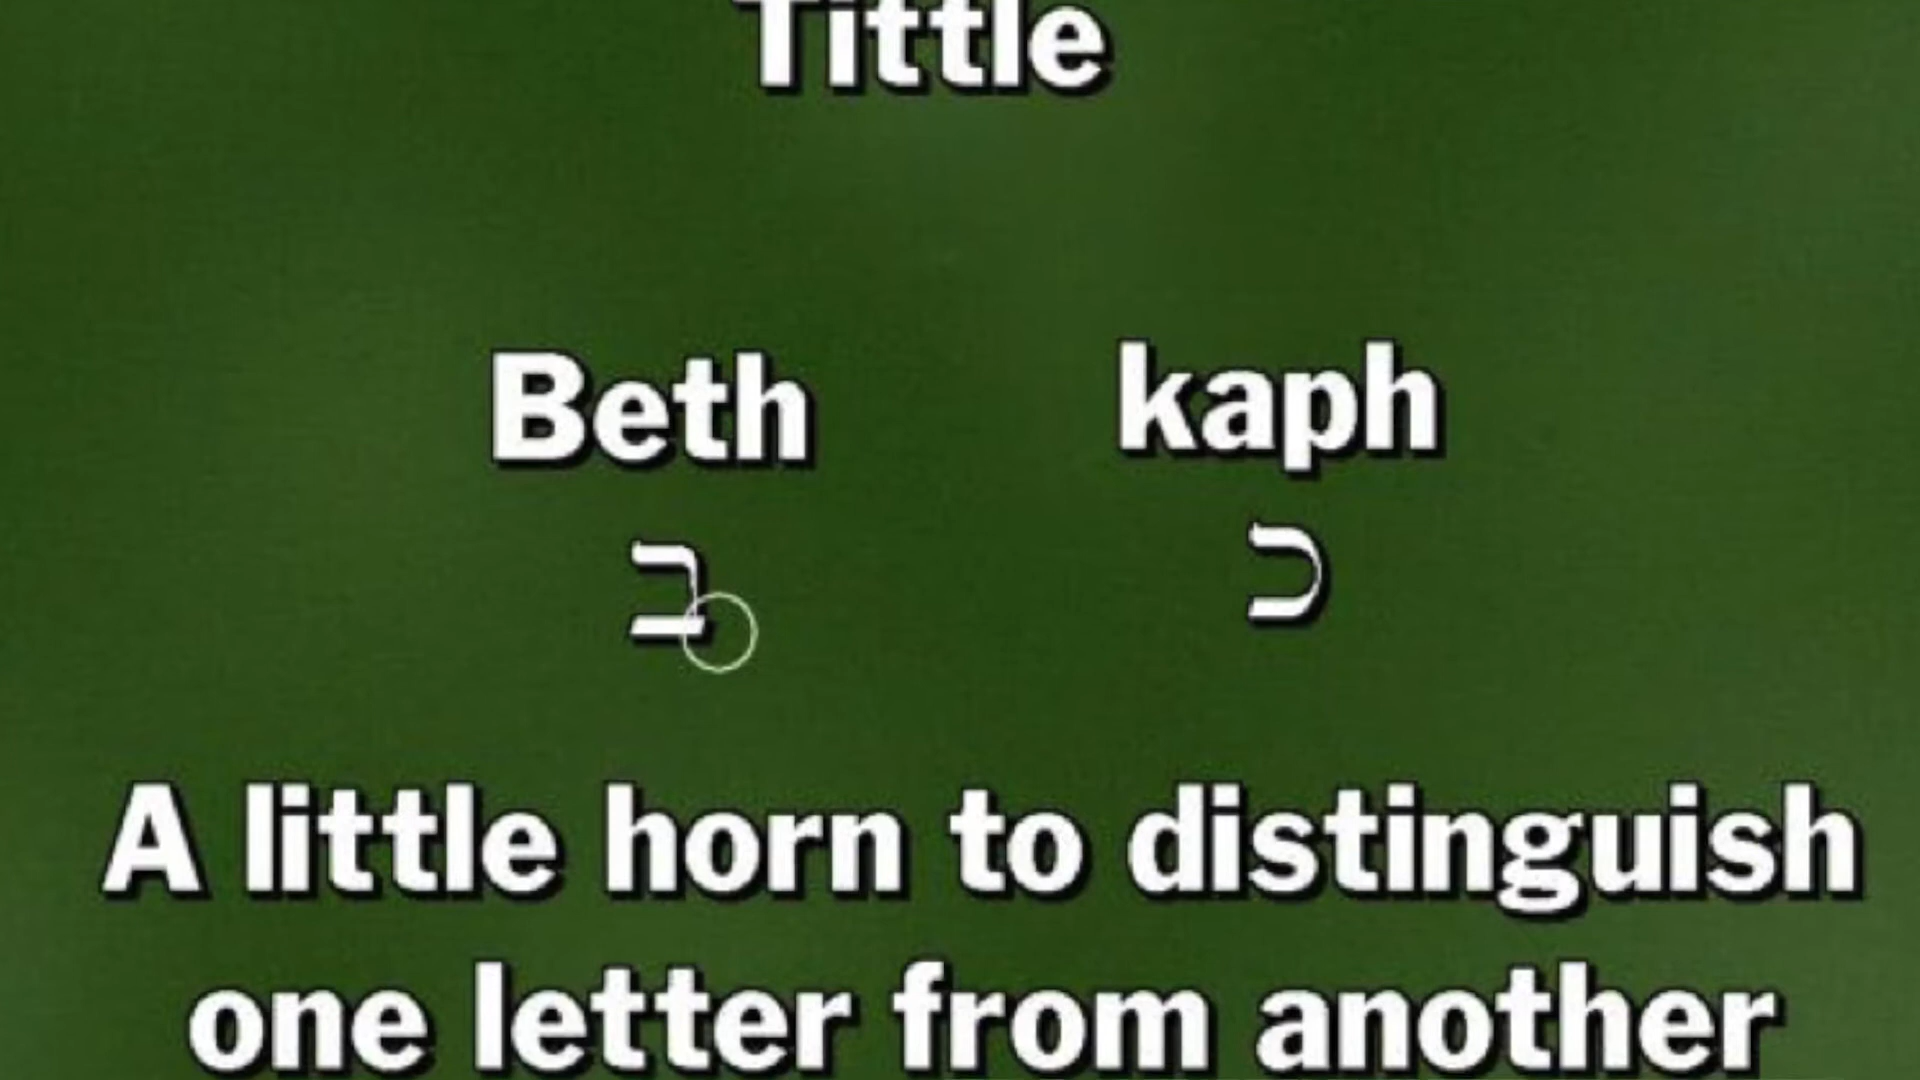 Tittle
Beth kaph
ב כ
A little horn to distinguish
one letter from another